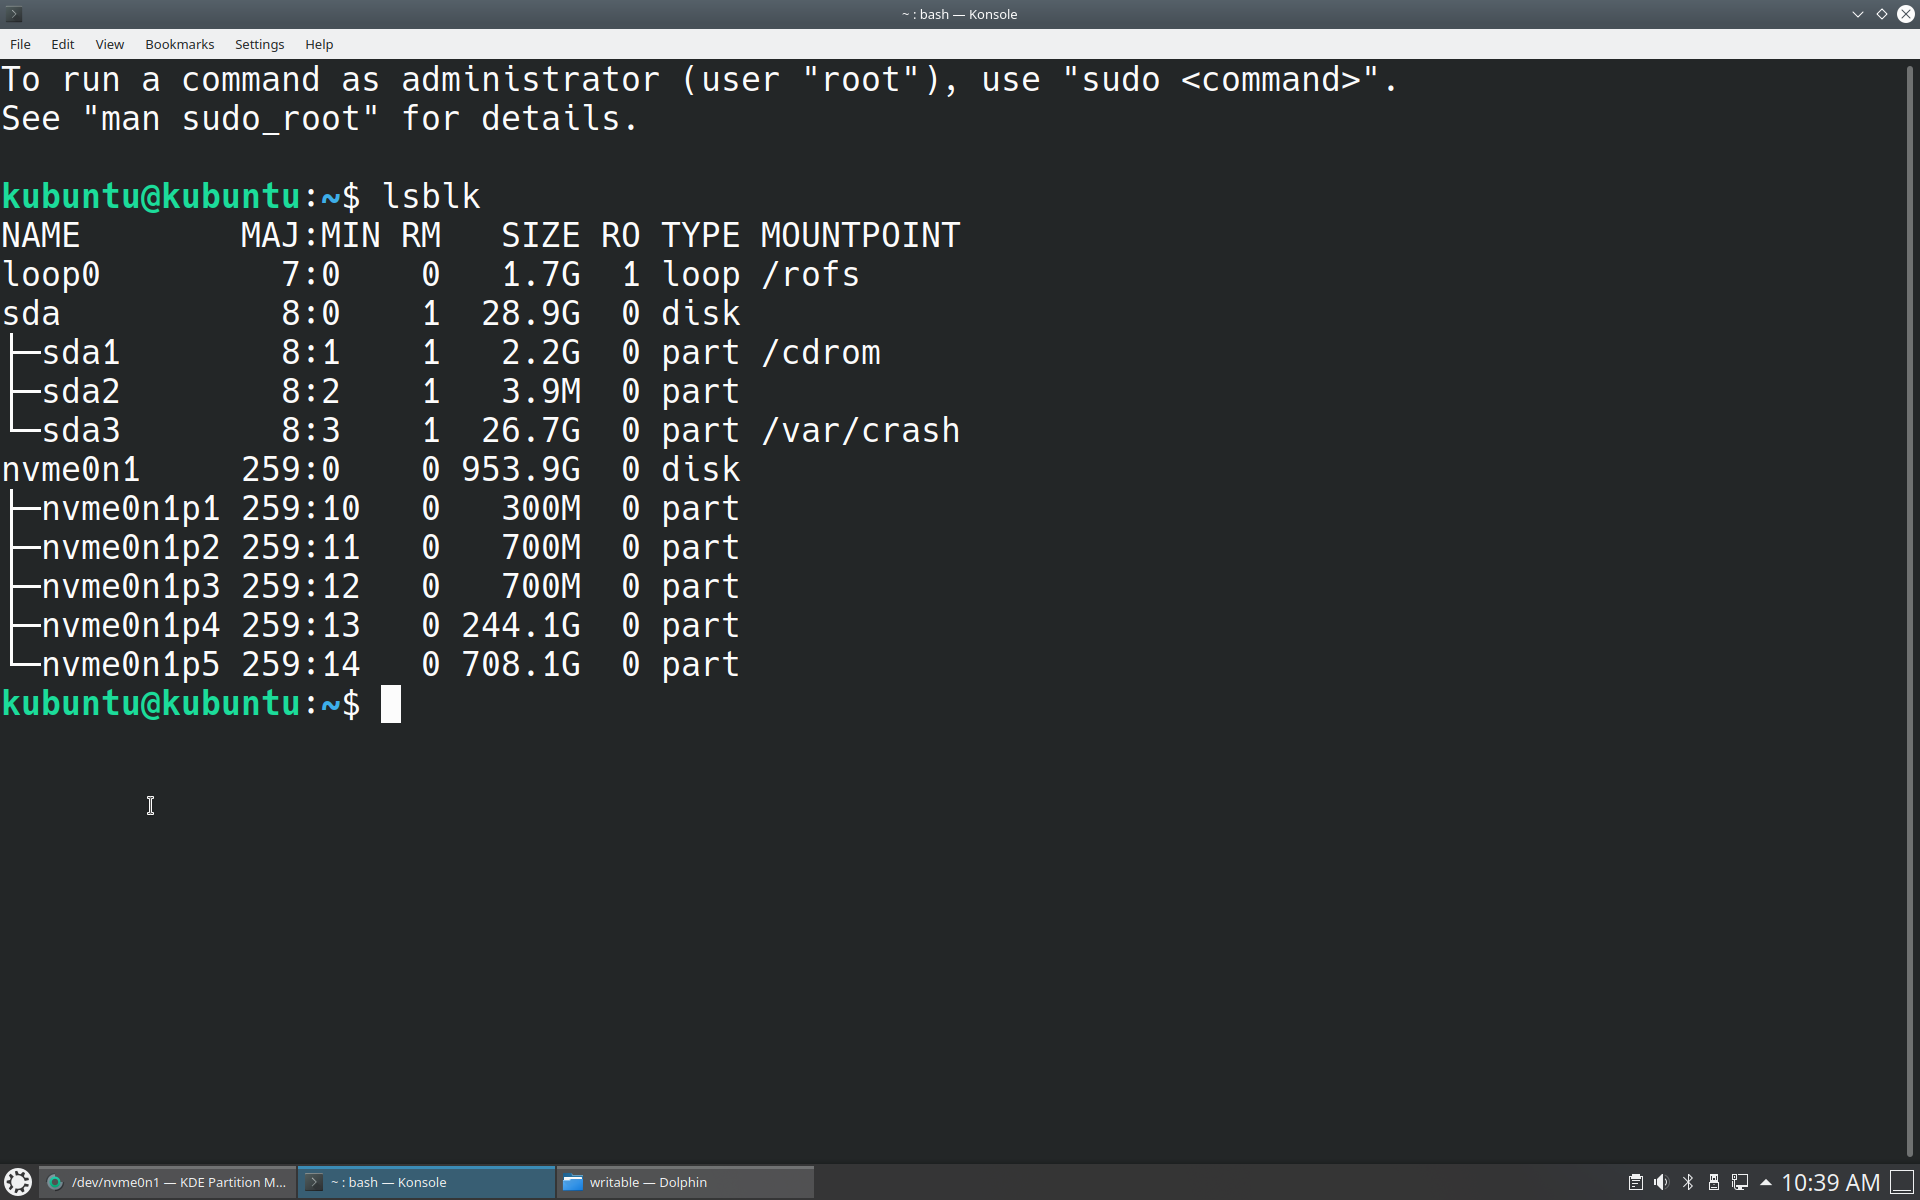 ~ : bash — Konsole
File Edit View Bookmarks Settings Help
To run a command as administrator (user "root"), use "sudo <command>".
See "man sudo_root" for details.
kubuntu@kubuntu:~$ lsblk
NAME        MAJ:MIN RM   SIZE RO TYPE MOUNTPOINT
loop0         7:0    0   1.7G  1 loop /rofs
sda           8:0    1  28.9G  0 disk
├─sda1        8:1    1   2.2G  0 part /cdrom
├─sda2        8:2    1   3.9M  0 part
└─sda3        8:3    1  26.7G  0 part /var/crash
nvme0n1     259:0    0 953.9G  0 disk
├─nvme0n1p1 259:10   0   300M  0 part
├─nvme0n1p2 259:11   0   700M  0 part
├─nvme0n1p3 259:12   0   700M  0 part
├─nvme0n1p4 259:13   0 244.1G  0 part
└─nvme0n1p5 259:14   0 708.1G  0 part
kubuntu@kubuntu:~$
/dev/nvme0n1 — KDE Partition M... ~ : bash — Konsole writable — Dolphin 10:39 AM